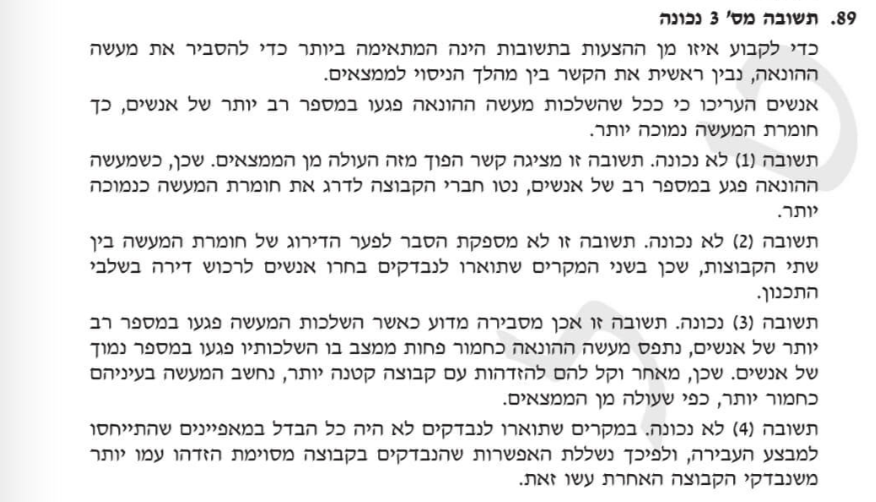 89. תשובה מס' 3 נכונה
כדי לקבוע איזו מן ההצעות בתשובות הינה המתאימה ביותר כדי להסביר את מעשה
ההונאה, נבין ראשית את הקשר בין מהלך הניסוי לממצאים.
אנשים העריכו כי ככל שהשלכות מעשה ההונאה פגעו במספר רב יותר של אנשים, כך
חומרת המעשה נמוכה יותר.
תשובה (1) לא נכונה. תשובה זו מציגה קשר הפוך מזה העולה מן הממצאים. שכן, כשמעשה
ההונאה פגע במספר רב של אנשים, נטו חברי הקבוצה לדרג את חומרת המעשה כנמוכה
יותר.
תשובה (2) לא נכונה. תשובה זו לא מספקת הסבר לפער הדירוג של חומרת המעשה בין
שתי הקבוצות, שכן בשני המקרים שתוארו לנבדקים בחרו אנשים לרכוש דירה בשלבי
התכנון.
תשובה (3) נכונה. תשובה זו אכן מסבירה מדוע כאשר השלכות המעשה פגעו במספר רב
יותר של אנשים, נתפס מעשה ההונאה כחמור פחות ממצב בו השלכותיו פגעו במספר נמוך
של אנשים. שכן, מאחר וקל להם להזדהות עם קבוצה קטנה יותר, נחשב המעשה בעיניהם
כחמור יותר, כפי שעולה מן הממצאים.
תשובה (4) לא נכונה. במקרים שתוארו לנבדקים לא היה כל הבדל במאפיינים שהתייחסו
למבצע העבירה, ולפיכך נשללת האפשרות שהנבדקים בקבוצה מסוימת הזדהו עמו יותר
משנבדקי הקבוצה האחרת עשו זאת.